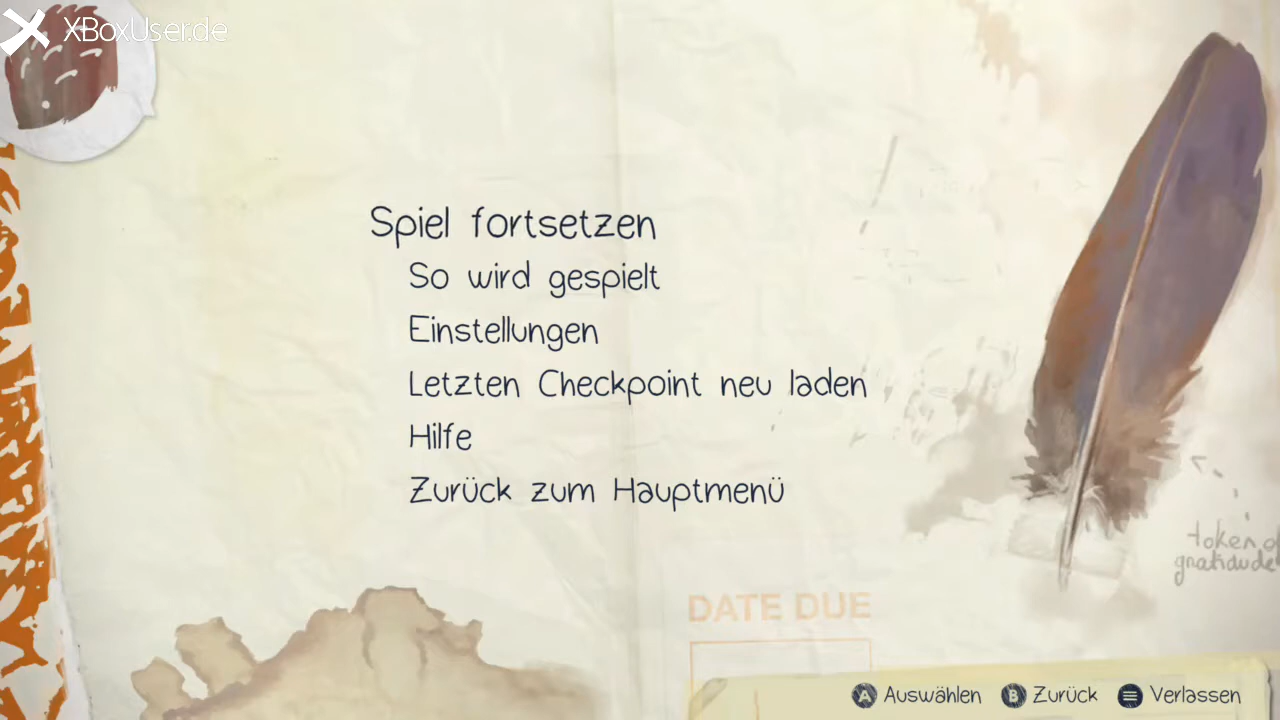 XBoxUser.de
Spiel fortsetzen
So wird gespielt
Einstellungen
Letzten Checkpoint neu laden
Hilfe
Zurück zum Hauptmenü
token
gratidude
DATE DUE
A Auswählen B Zurück Verlassen